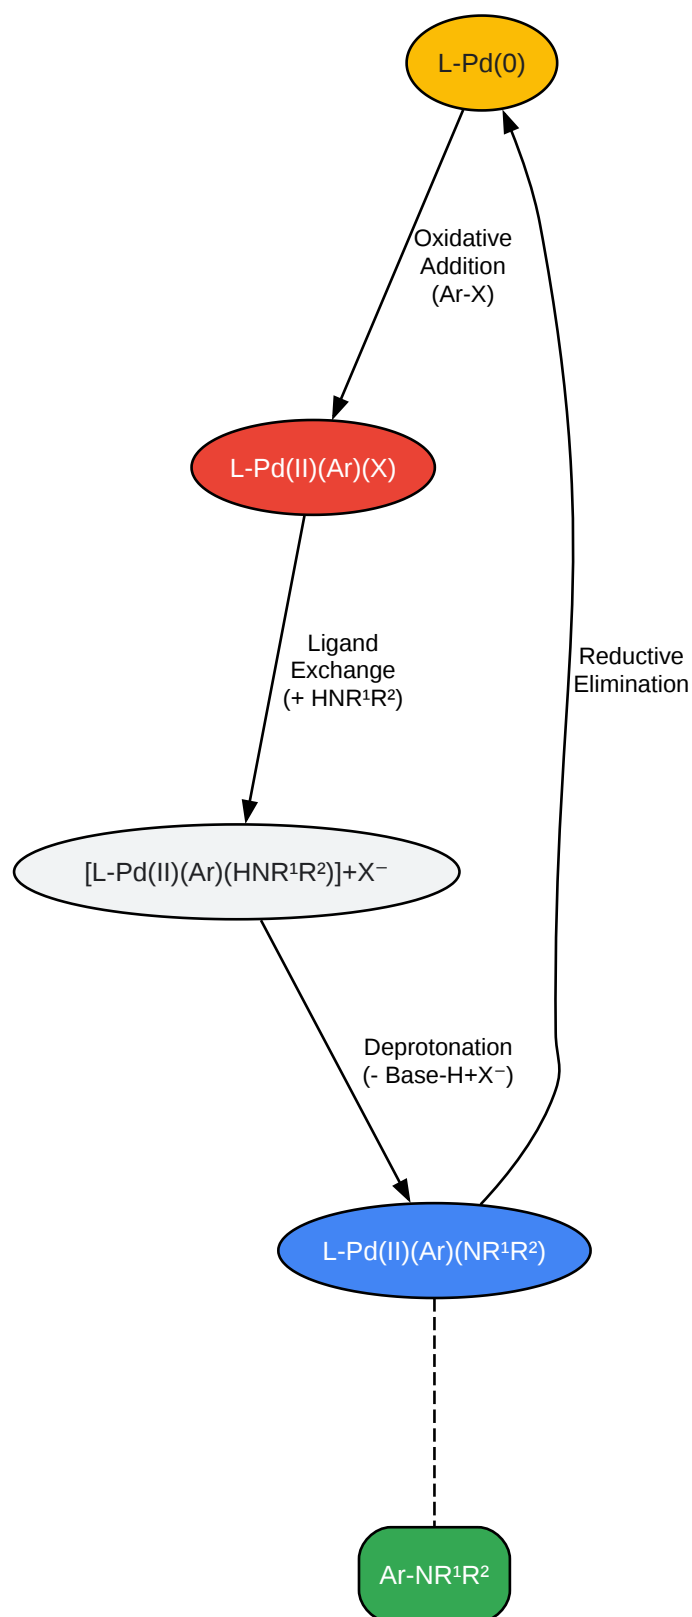 L-Pd(0)
Oxidative
Addition
(Ar-X)
L-Pd(II)(Ar)(X)
Ligand
Exchange
(+ HNR¹R²)
Reductive
Elimination
[L-Pd(II)(Ar)(HNR¹R²)]+X⁻
Deprotonation
(- Base-H+X⁻)
L-Pd(II)(Ar)(NR¹R²)
Ar-NR¹R²